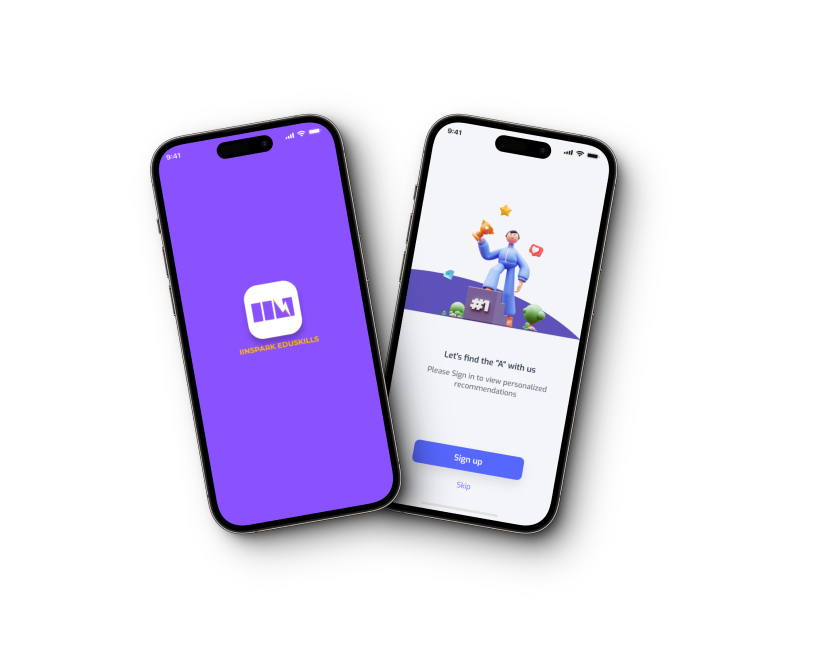 9:41
IIN
IINSPARK EDUSKILLS
9:41
#1
Let's find the "A" with us
Please Sign in to view personalized
recommendations
Sign up
Skip